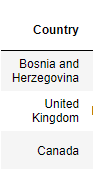 Country
Bosnia and
Herzegovina
United
Kingdom
Canada